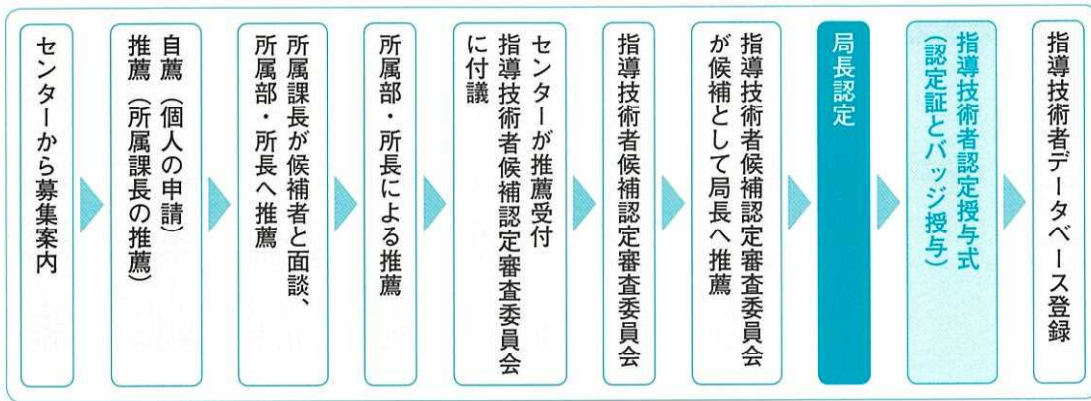 センターから募集案内
自薦（個人の申請）
推薦（所属課長の推薦）
所属課長が候補者と面談、
所属部・所長へ推薦
所属部・所長による推薦
センターが推薦受付
指導技術者候補認定審査委員会
に付議
指導技術者候補認定審査委員会
指導技術者候補認定審査委員会
が候補として局長へ推薦
局長認定
指導技術者認定授与式
（認定証とバッジ授与）
指導技術者データベース登録